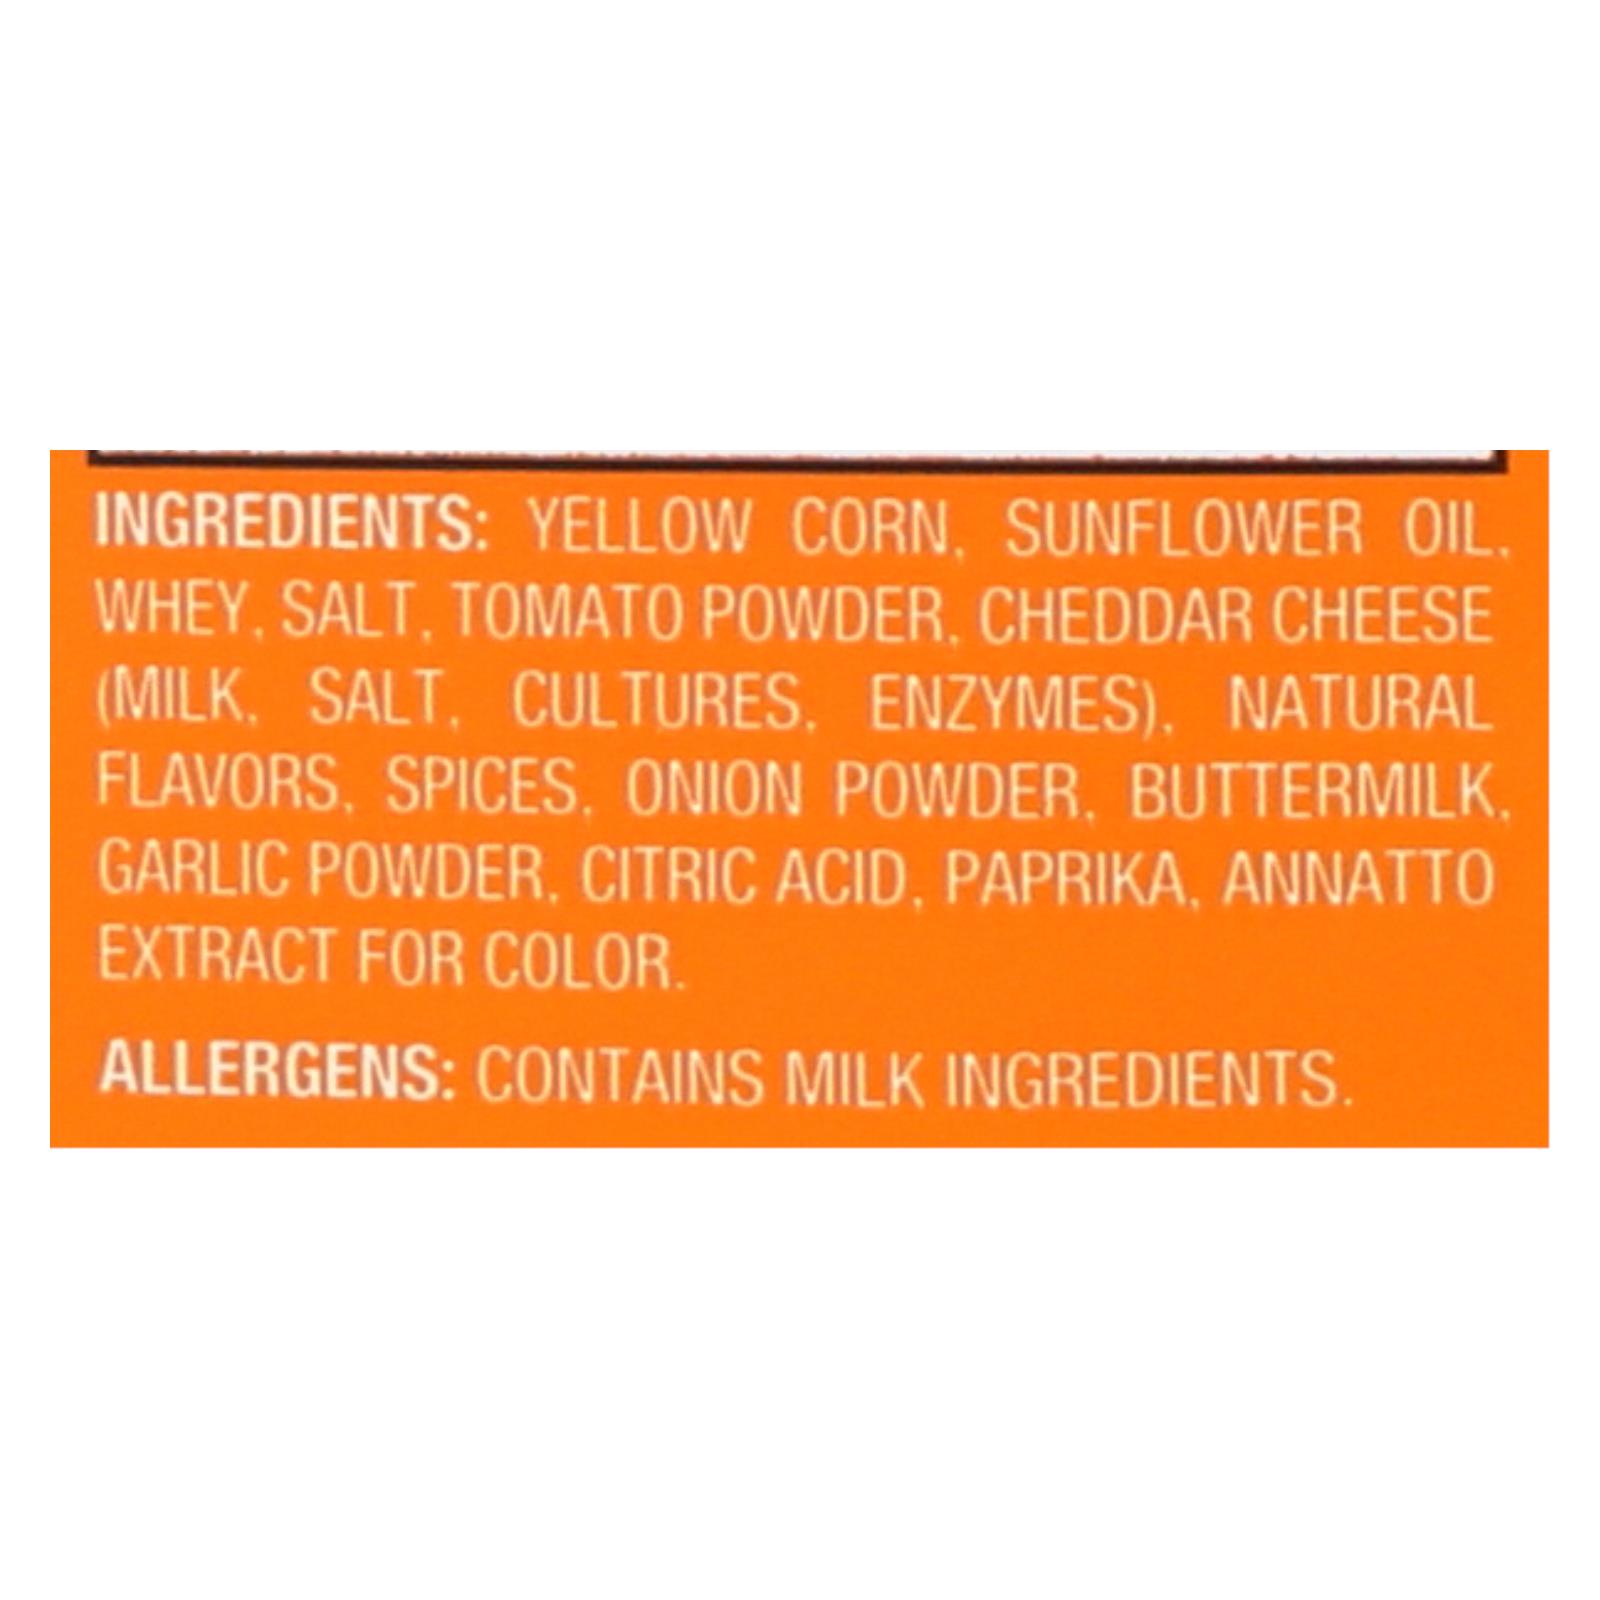 INGREDIENTS: YELLOW CORN, SUNFLOWER OIL,
WHEY, SALT, TOMATO POWDER, CHEDDAR CHEESE
(MILK, SALT, CULTURES, ENZYMES), NATURAL
FLAVORS, SPICES, ONION POWDER, BUTTERMILK,
GARLIC POWDER, CITRIC ACID, PAPRIKA, ANNATTO
EXTRACT FOR COLOR.
ALLERGENS: CONTAINS MILK INGREDIENTS.